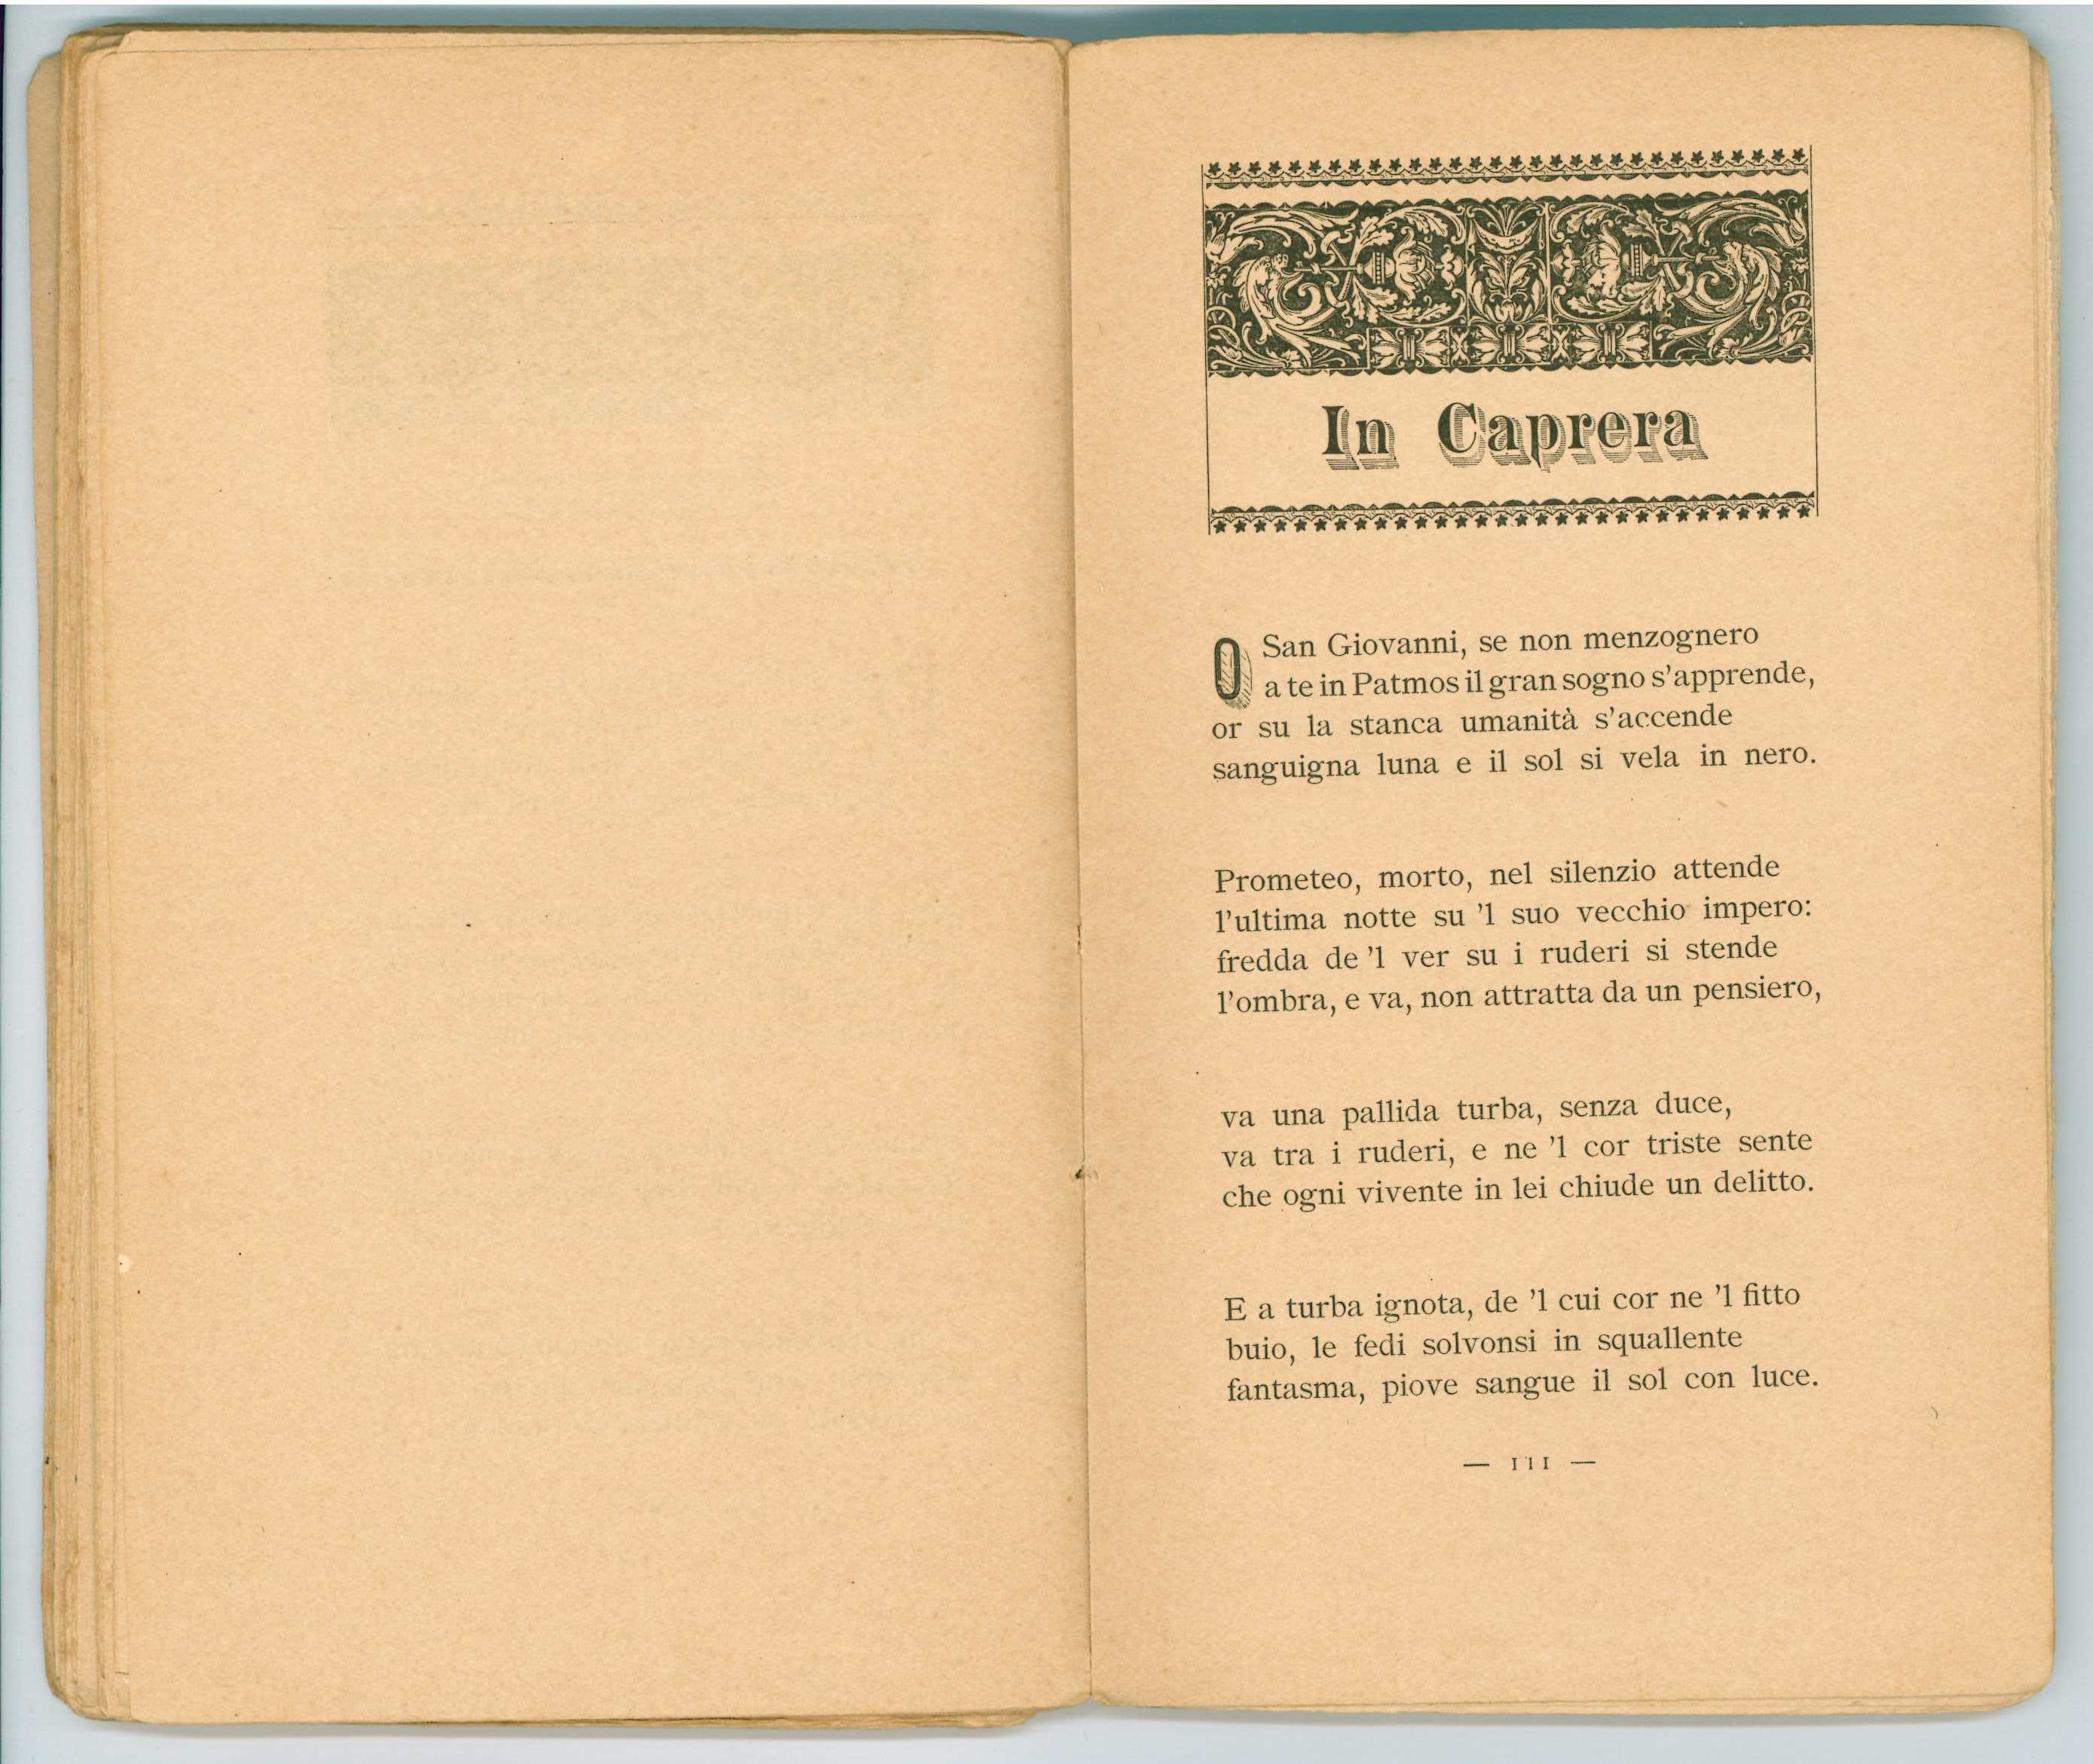 In Caprera
O San Giovanni, se non menzognero
a te in Patmos il gran sogno s'apprende,
or su la stanca umanità s'accende
sanguigna luna e il sol si vela in nero.
Prometeo, morto, nel silenzio attende
l'ultima notte su 'l suo vecchio impero:
fredda de 'l ver su i ruderi si stende
l'ombra, e va, non attratta da un pensiero,
va una pallida turba, senza duce,
va tra i ruderi, e ne 'l cor triste sente
che ogni vivente in lei chiude un delitto.
E a turba ignota, de 'l cui cor ne 'l fitto
buio, le fedi solvonsi in squallente
fantasma, piove sangue il sol con luce.
— 111 —